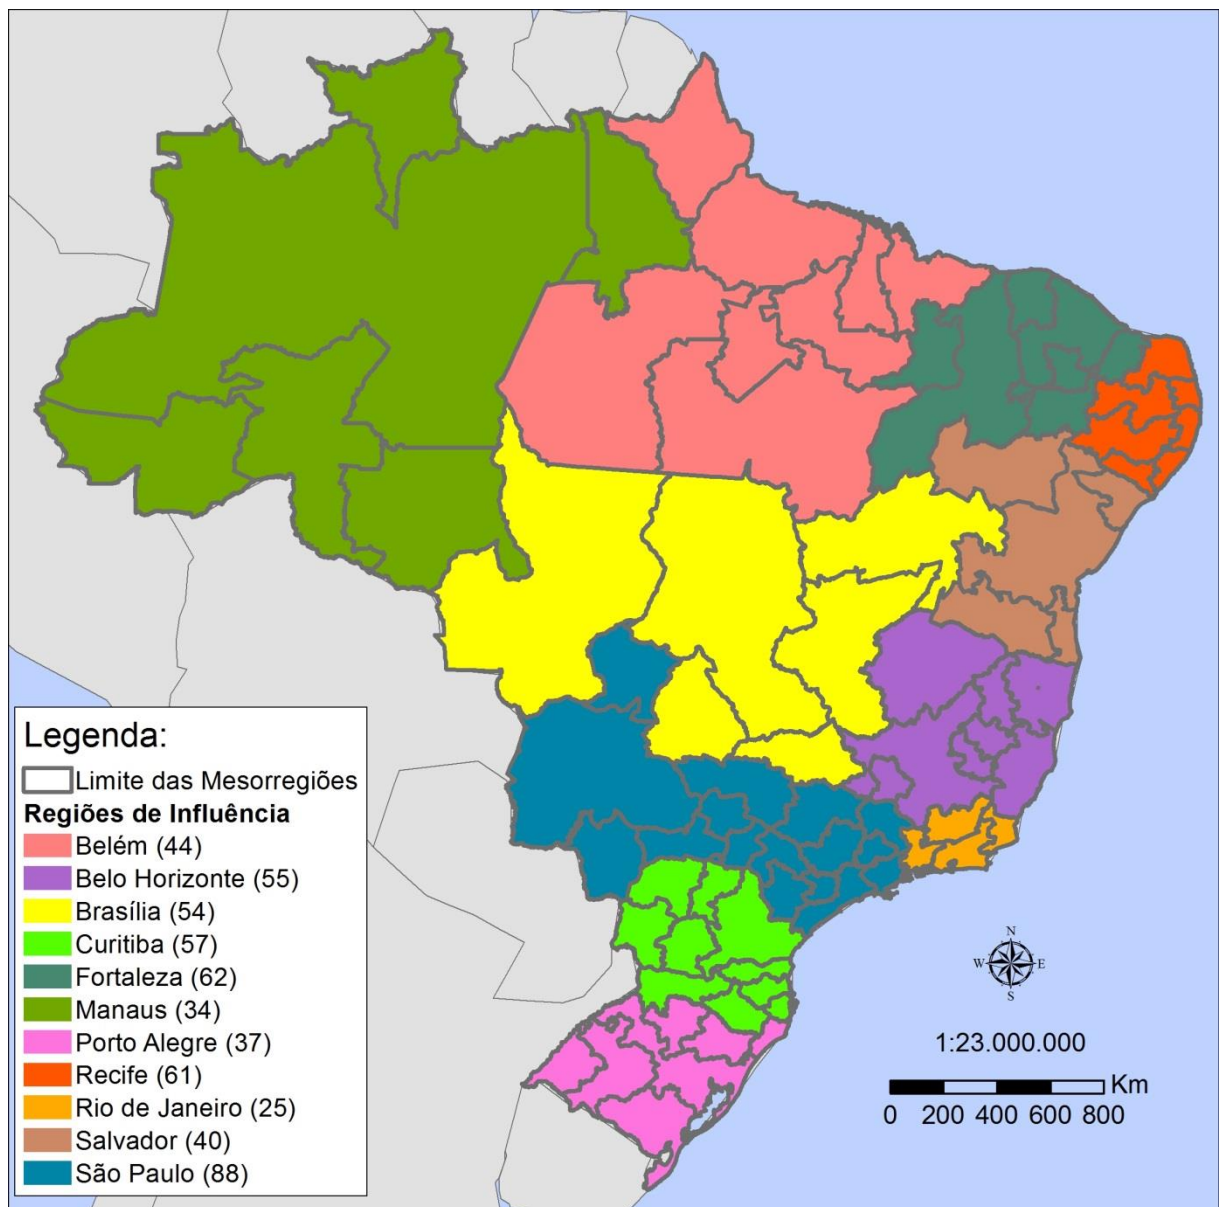 Legenda:
Limite das Mesorregiões
Regiões de Influência
Belém (44)
Belo Horizonte (55)
Brasília (54)
Curitiba (57)
Fortaleza (62)
Manaus (34)
Porto Alegre (37)
Recife (61)
Rio de Janeiro (25)
Salvador (40)
São Paulo (88)
N
W E
S
1:23.000.000
Km
0 200 400 600 800